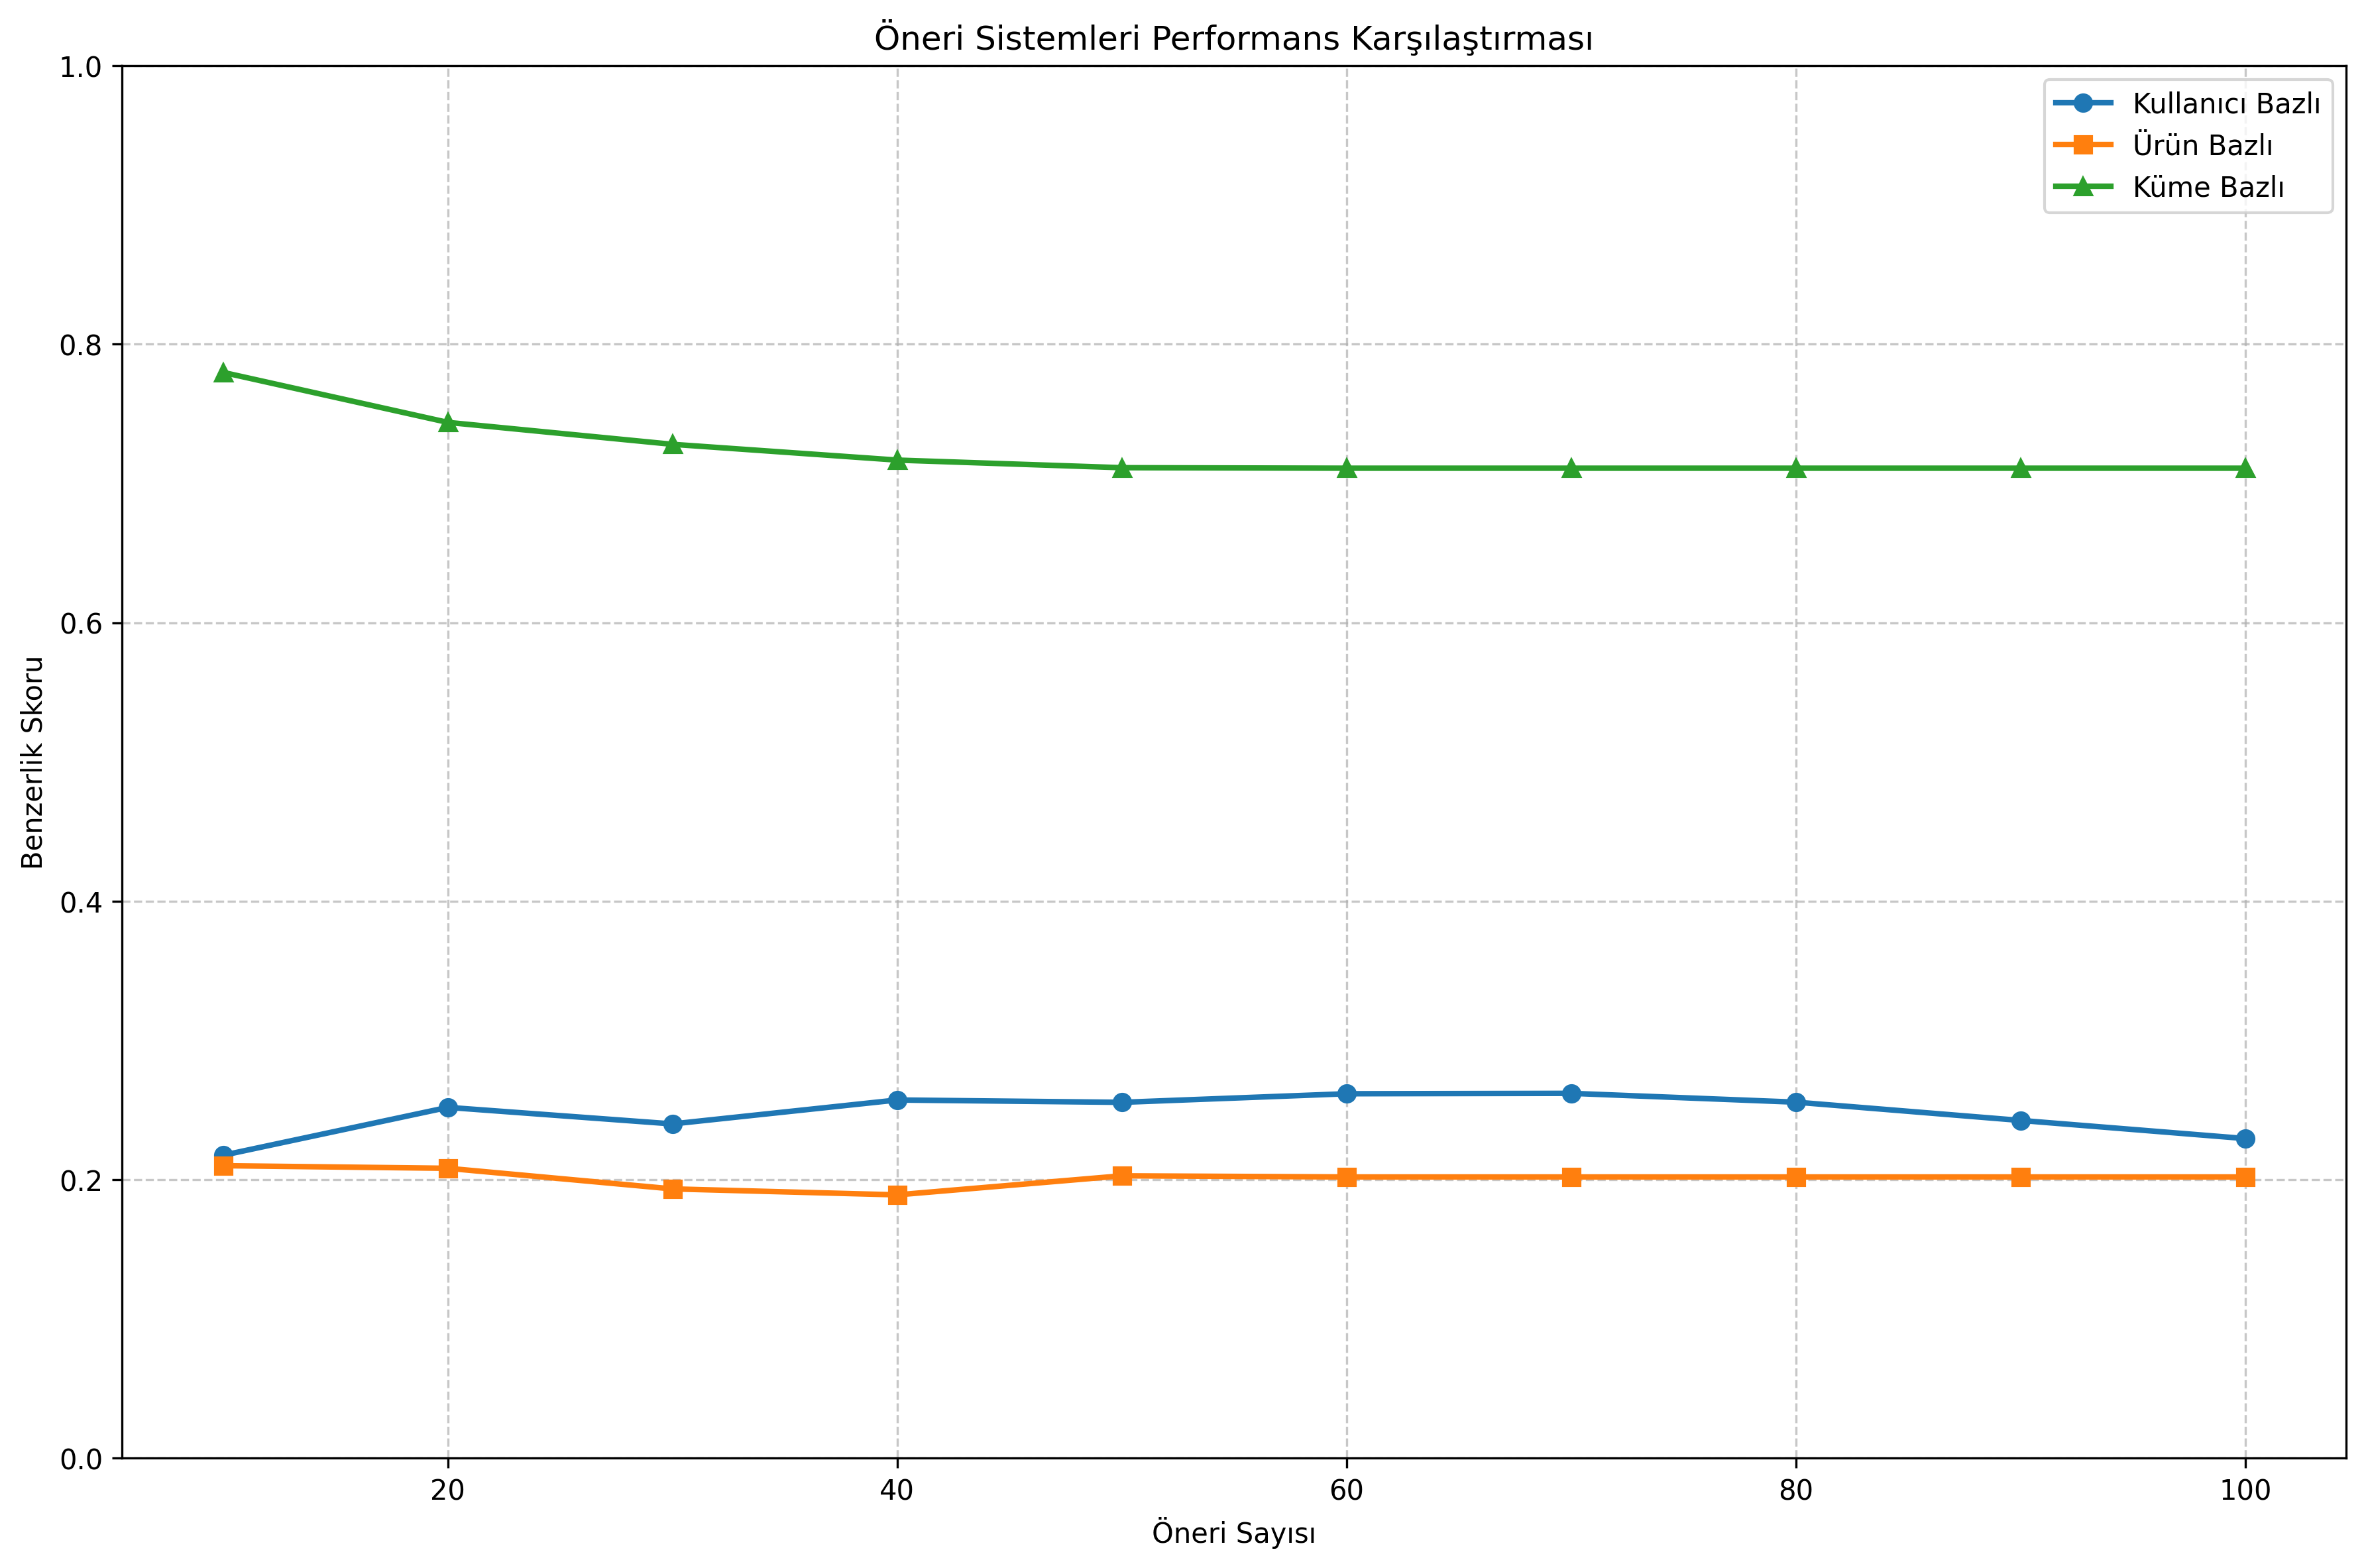 Öneri Sistemleri Performans Karşılaştırması
1.0
0.8
0.6
0.4
0.2
0.0
Benzerlik Skoru
Kullanıcı Bazlı
Ürün Bazlı
Küme Bazlı
20
40
60
80
100
Öneri Sayısı